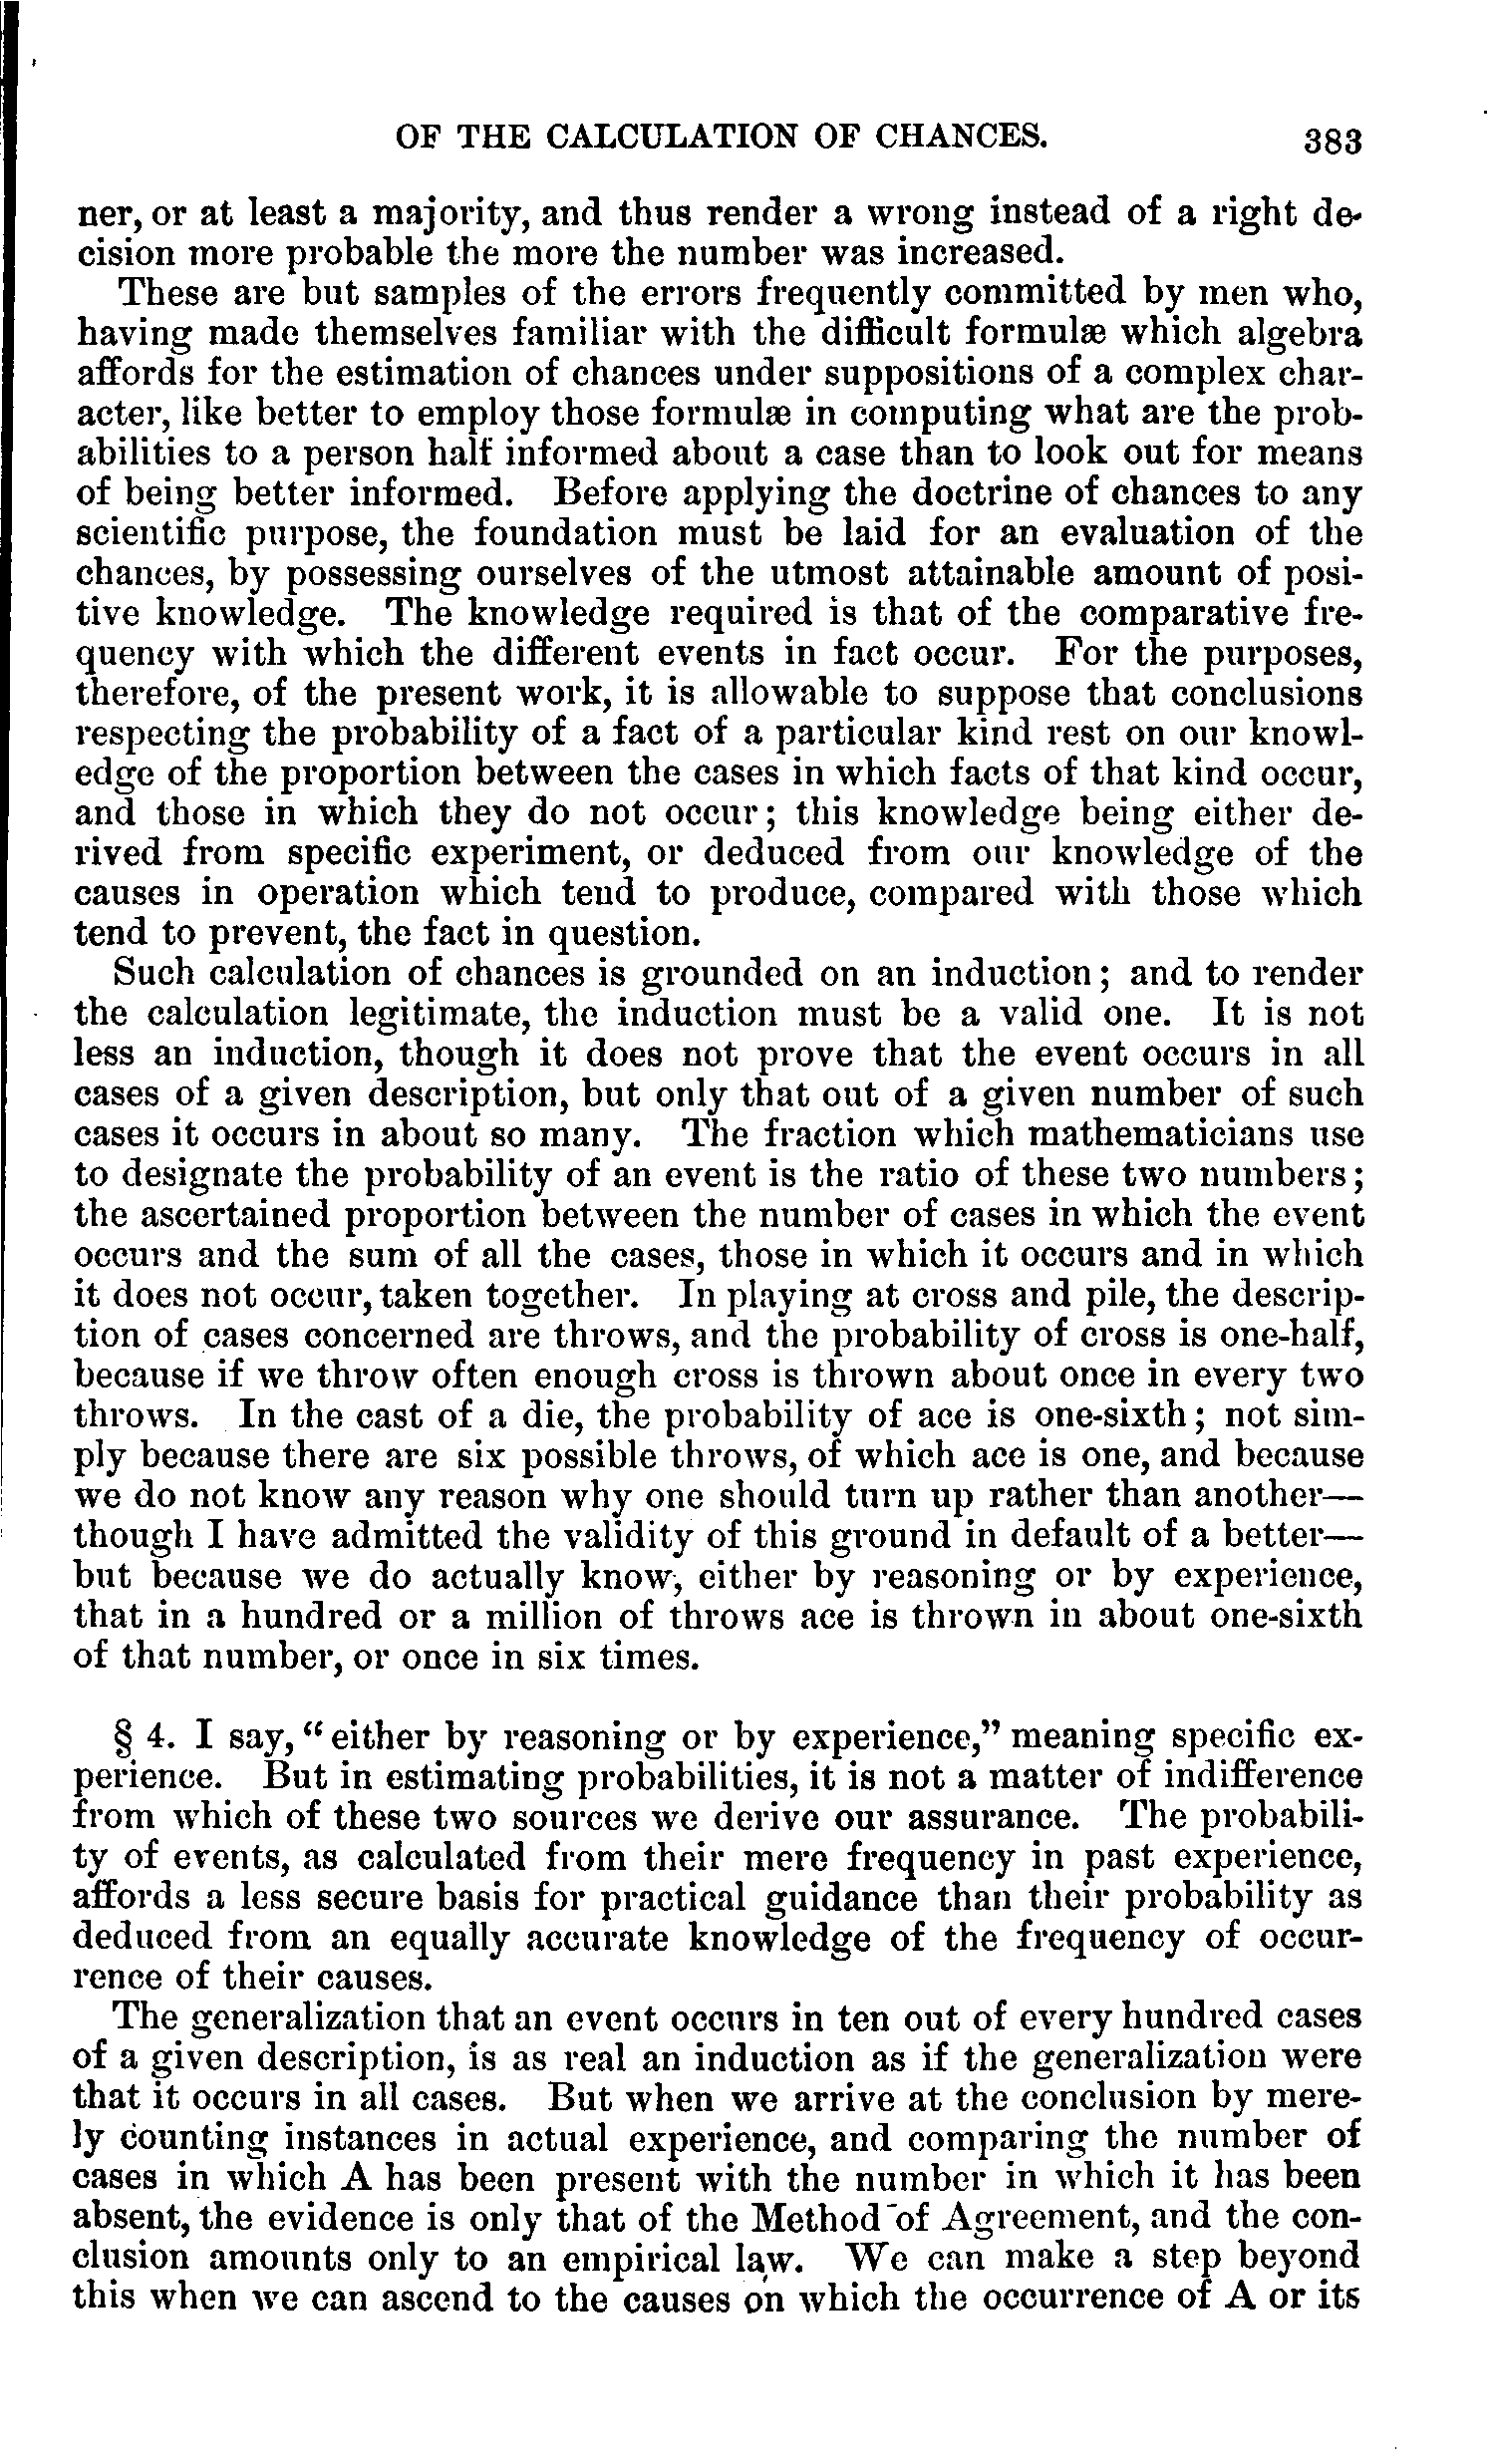 OF THE CALCULATION OF CHANCES. 383
ner, or at least a majority, and thus render a wrong instead of a right de-
cision more probable the more the number was increased.
These are but samples of the errors frequently committed by men who,
having made themselves familiar with the difficult formulæ which algebra
affords for the estimation of chances under suppositions of a complex char-
acter, like better to employ those formulæ in computing what are the prob-
abilities to a person half informed about a case than to look out for means
of being better informed. Before applying the doctrine of chances to any
scientific purpose, the foundation must be laid for an evaluation of the
chances, by possessing ourselves of the utmost attainable amount of posi-
tive knowledge. The knowledge required is that of the comparative fre-
quency with which the different events in fact occur. For the purposes,
therefore, of the present work, it is allowable to suppose that conclusions
respecting the probability of a fact of a particular kind rest on our knowl-
edge of the proportion between the cases in which facts of that kind occur,
and those in which they do not occur; this knowledge being either de-
rived from specific experiment, or deduced from our knowledge of the
causes in operation which tend to produce, compared with those which
tend to prevent, the fact in question.
Such calculation of chances is grounded on an induction; and to render
the calculation legitimate, the induction must be a valid one. It is not
less an induction, though it does not prove that the event occurs in all
cases of a given description, but only that out of a given number of such
cases it occurs in about so many. The fraction which mathematicians use
to designate the probability of an event is the ratio of these two numbers;
the ascertained proportion between the number of cases in which the event
occurs and the sum of all the cases, those in which it occurs and in which
it does not occur, taken together. In playing at cross and pile, the descrip-
tion of cases concerned are throws, and the probability of cross is one-half,
because if we throw often enough cross is thrown about once in every two
throws. In the cast of a die, the probability of ace is one-sixth; not sim-
ply because there are six possible throws, of which ace is one, and because
we do not know any reason why one should turn up rather than another—
though I have admitted the validity of this ground in default of a better—
but because we do actually know, either by reasoning or by experience,
that in a hundred or a million of throws ace is thrown in about one-sixth
of that number, or once in six times.
§ 4. I say, "either by reasoning or by experience," meaning specific ex-
perience. But in estimating probabilities, it is not a matter of indifference
from which of these two sources we derive our assurance. The probabili-
ty of events, as calculated from their mere frequency in past experience,
affords a less secure basis for practical guidance than their probability as
deduced from an equally accurate knowledge of the frequency of occur-
rence of their causes.
The generalization that an event occurs in ten out of every hundred cases
of a given description, is as real an induction as if the generalization were
that it occurs in all cases. But when we arrive at the conclusion by mere-
ly counting instances in actual experience, and comparing the number of
cases in which A has been present with the number in which it has been
absent, the evidence is only that of the Method of Agreement, and the con-
clusion amounts only to an empirical law. We can make a step beyond
this when we can ascend to the causes on which the occurrence of A or its